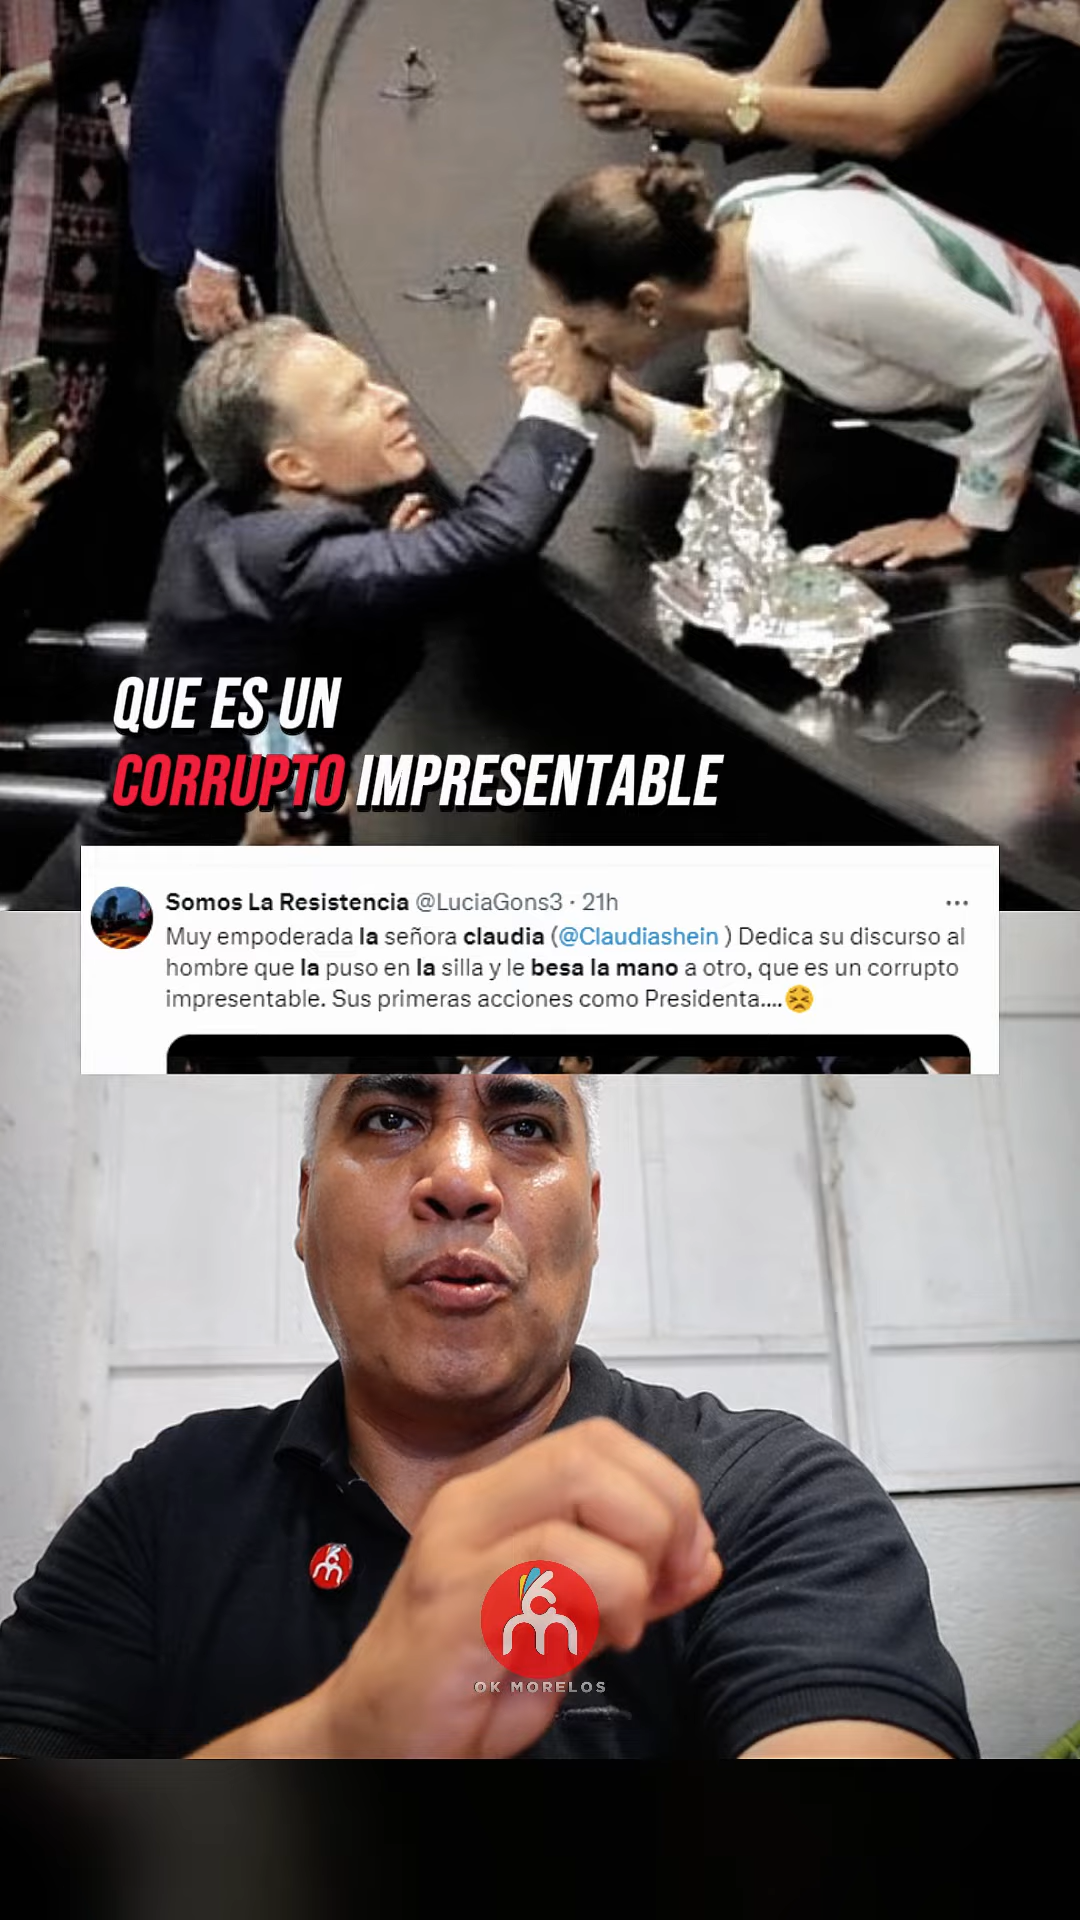 QUE ES UN
CORRUPTO IMPRESENTABLE
Somos La Resistencia @LuciaGons3 · 21h
Muy empoderada la señora claudia (@Claudiashein ) Dedica su discurso al
hombre que la puso en la silla y le besa la mano a otro, que es un corrupto
impresentable. Sus primeras acciones como Presidenta....😣
OK MORELOS